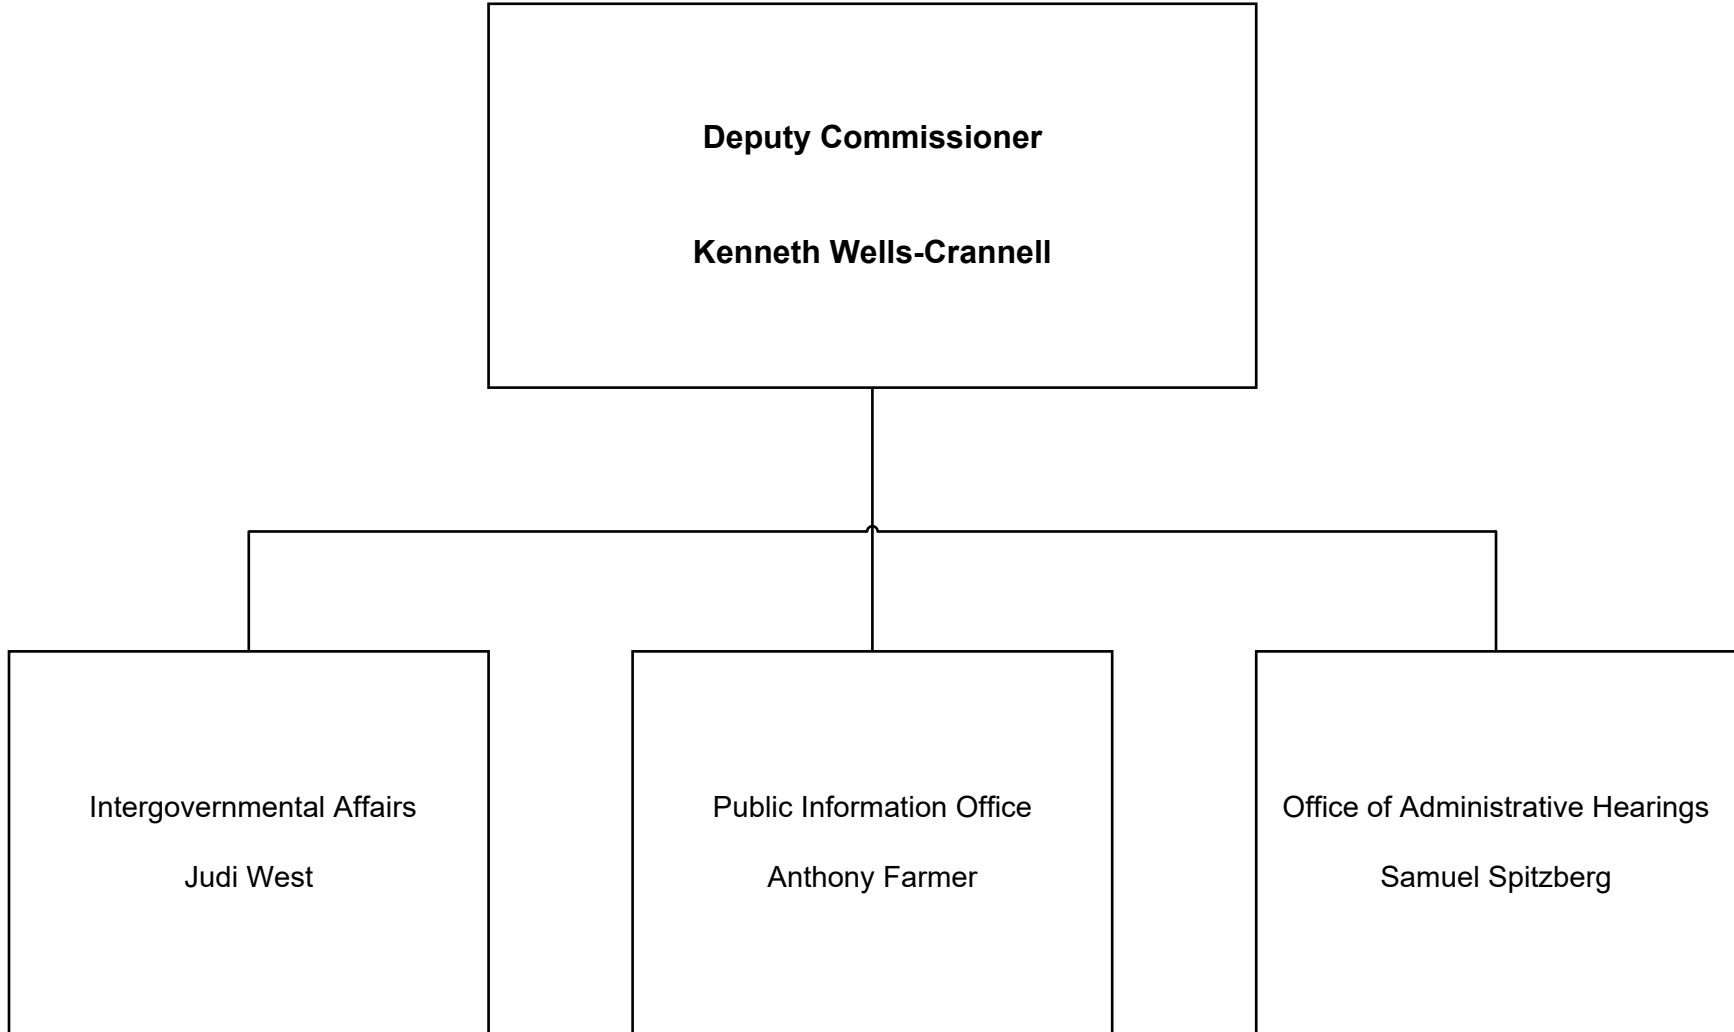 Deputy Commissioner
Kenneth Wells-Crannell
Intergovernmental Affairs
Judi West
Public Information Office
Anthony Farmer
Office of Administrative Hearings
Samuel Spitzberg